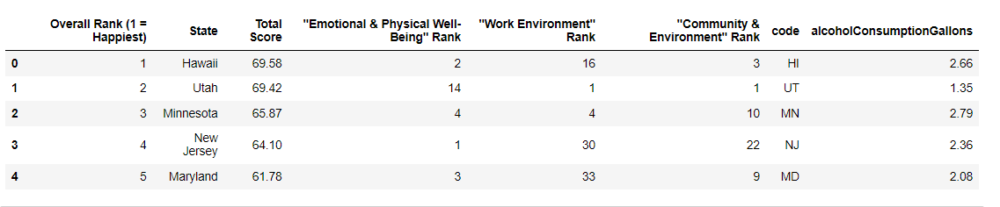 Overall Rank (1 = Happiest) State Total Score "Emotional & Physical Well-Being" Rank "Work Environment" Rank "Community & Environment" Rank code alcoholConsumptionGallons
0 1 Hawaii 69.58 2 16 3 HI 2.66
1 2 Utah 69.42 14 1 1 UT 1.35
2 3 Minnesota 65.87 4 4 10 MN 2.79
3 4 New Jersey 64.10 1 30 22 NJ 2.36
4 5 Maryland 61.78 3 33 9 MD 2.08